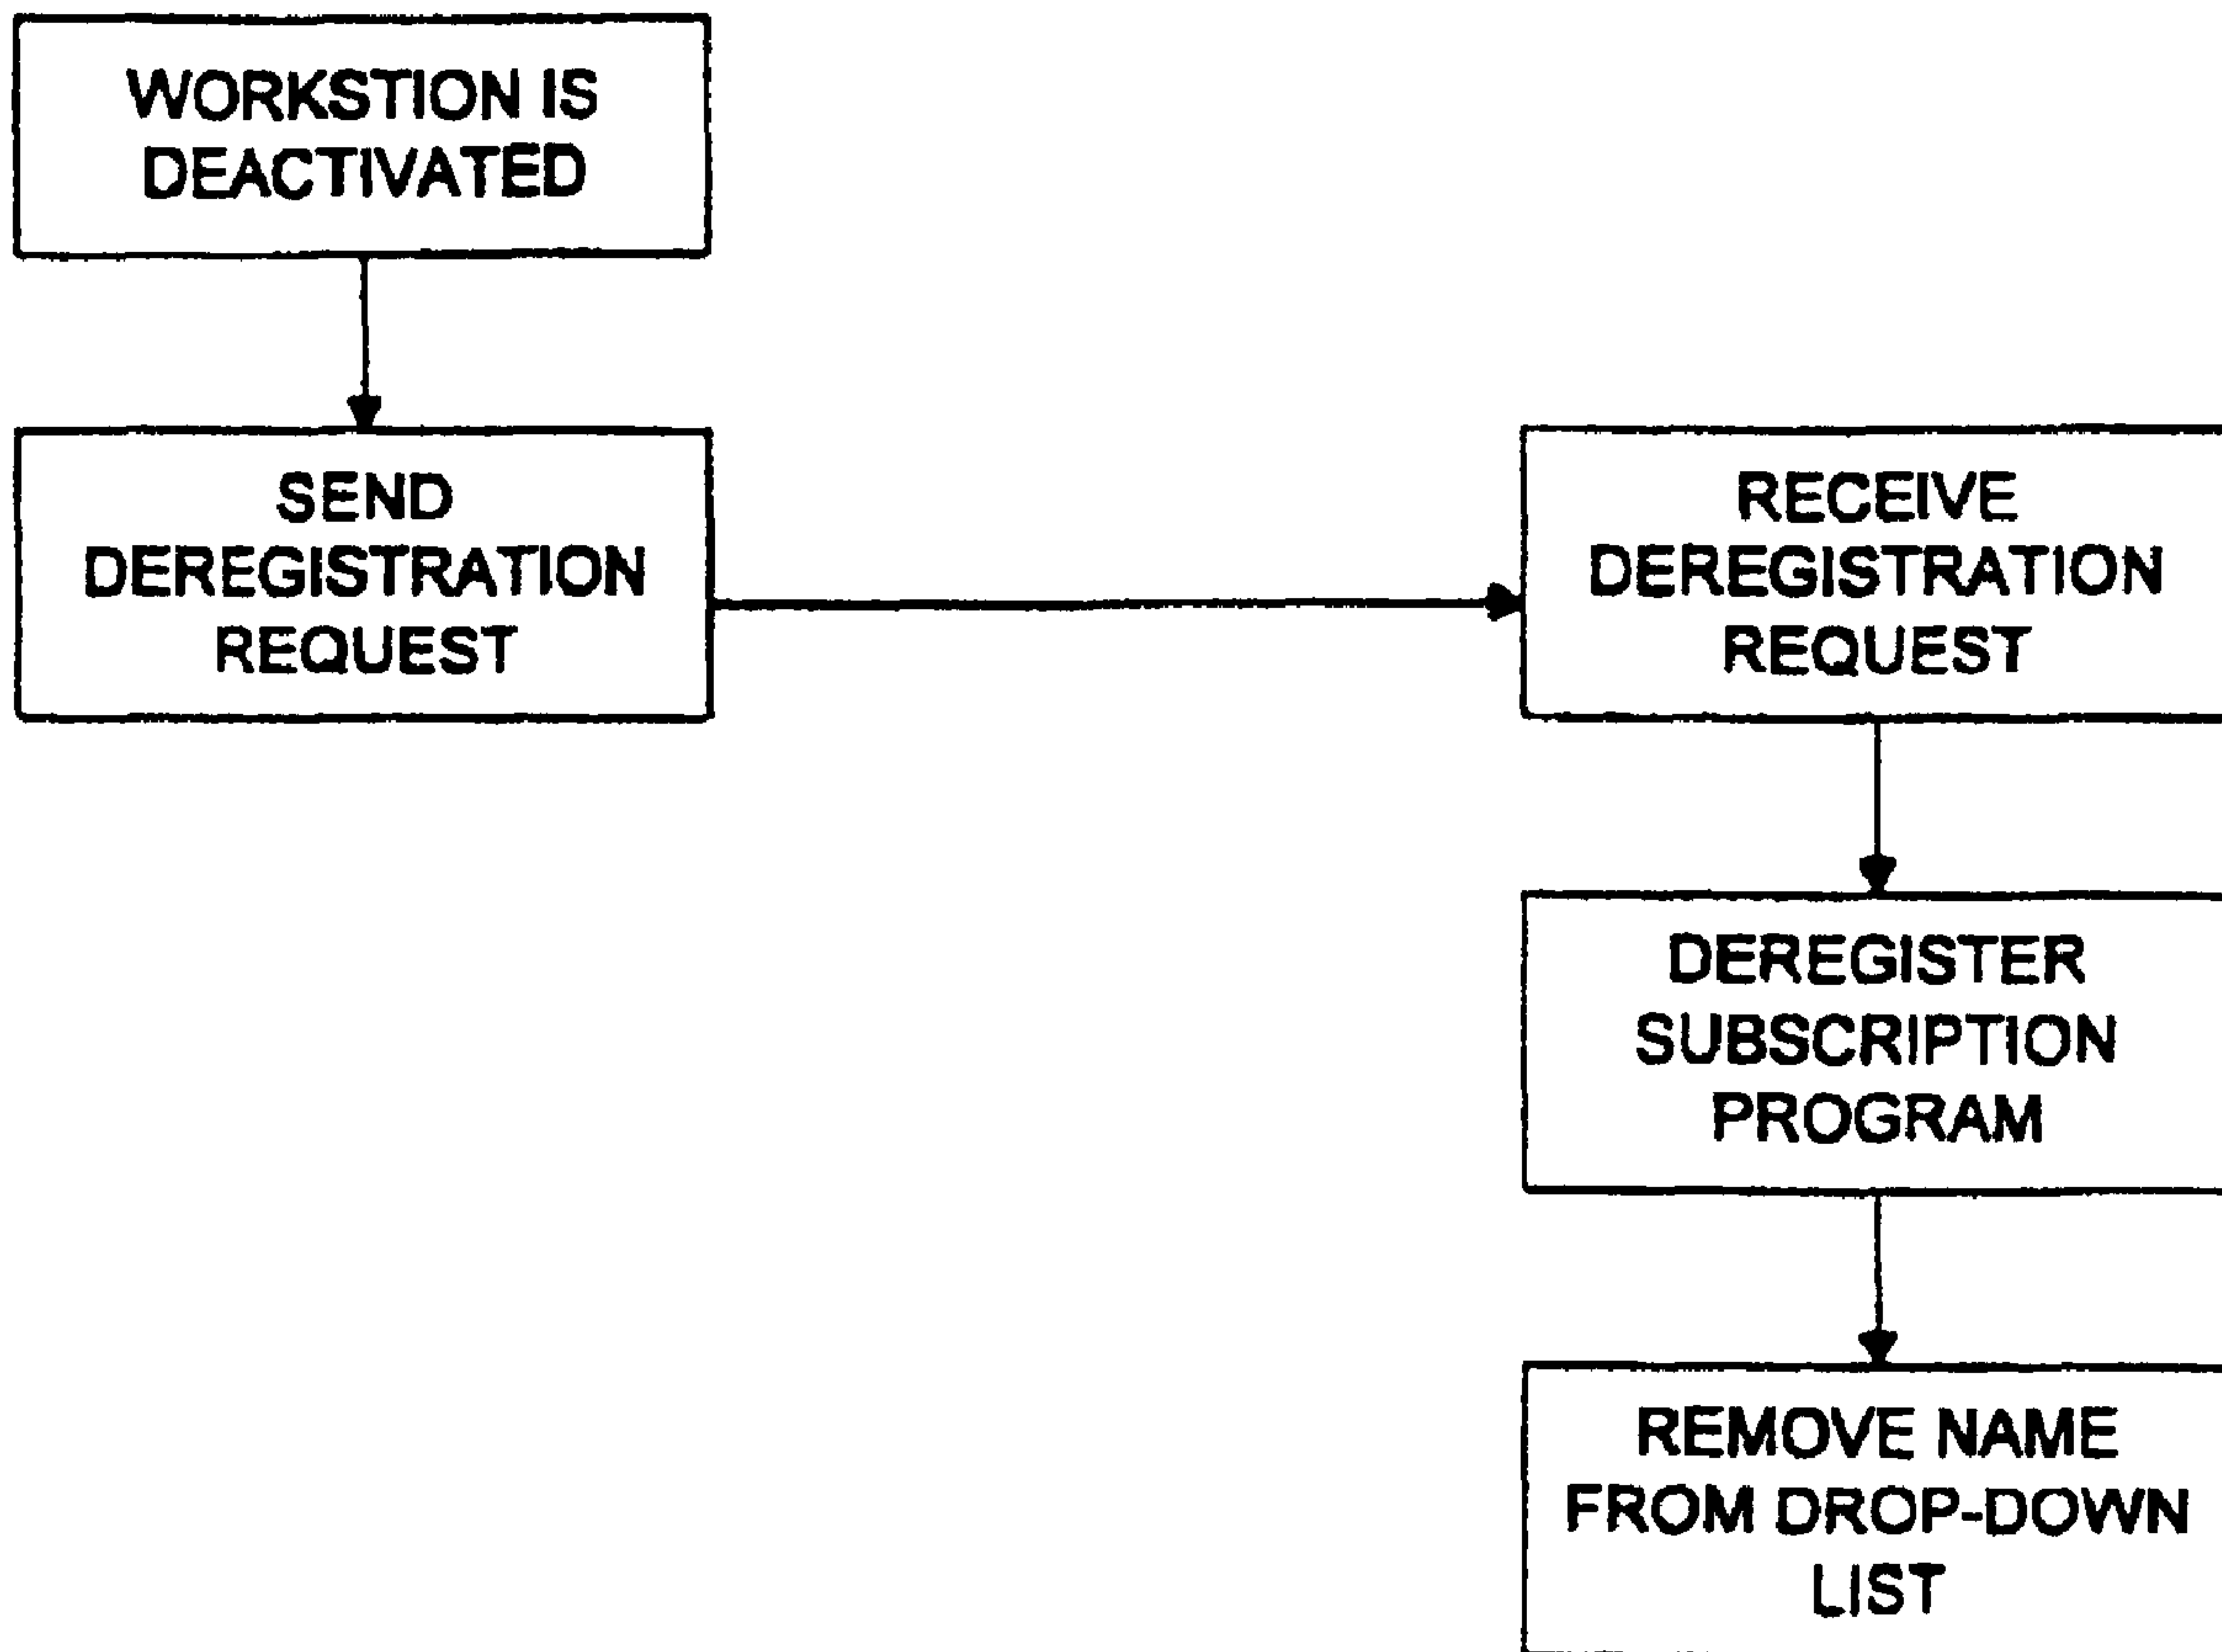 WORKSTION IS
DEACTIVATED
SEND
DEREGISTRATION
REQUEST
RECEIVE
DEREGISTRATION
REQUEST
DEREGISTER
SUBSCRIPTION
PROGRAM
REMOVE NAME
FROM DROP-DOWN
LIST